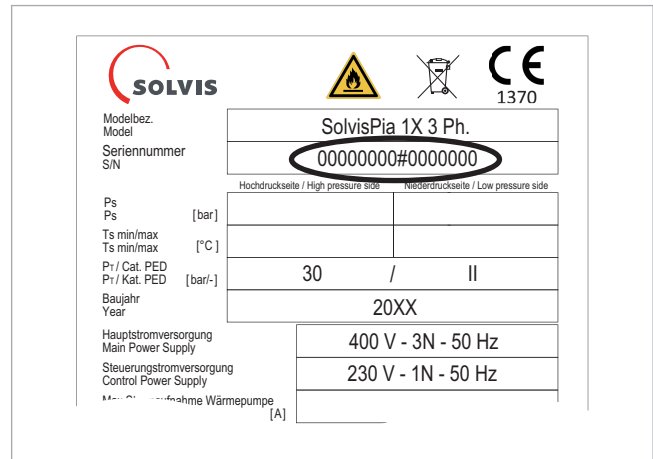 SOLVIS
1370
Modelbez.
Model
SolvisPia 1X 3 Ph.
Seriennummer
S/N
00000000#0000000
Hochdruckseite / High pressure side Niederdruckseite / Low pressure side
Ps
Ps [bar]
Ts min/max
Ts min/max [°C ]
PT / Cat. PED
PT / Kat. PED [bar/-]
30 / II
Baujahr
Year
20XX
Hauptstromversorgung
Main Power Supply
400 V - 3N - 50 Hz
Steuerungstromversorgung
Control Power Supply
230 V - 1N - 50 Hz
Wärmepumpe
[A]